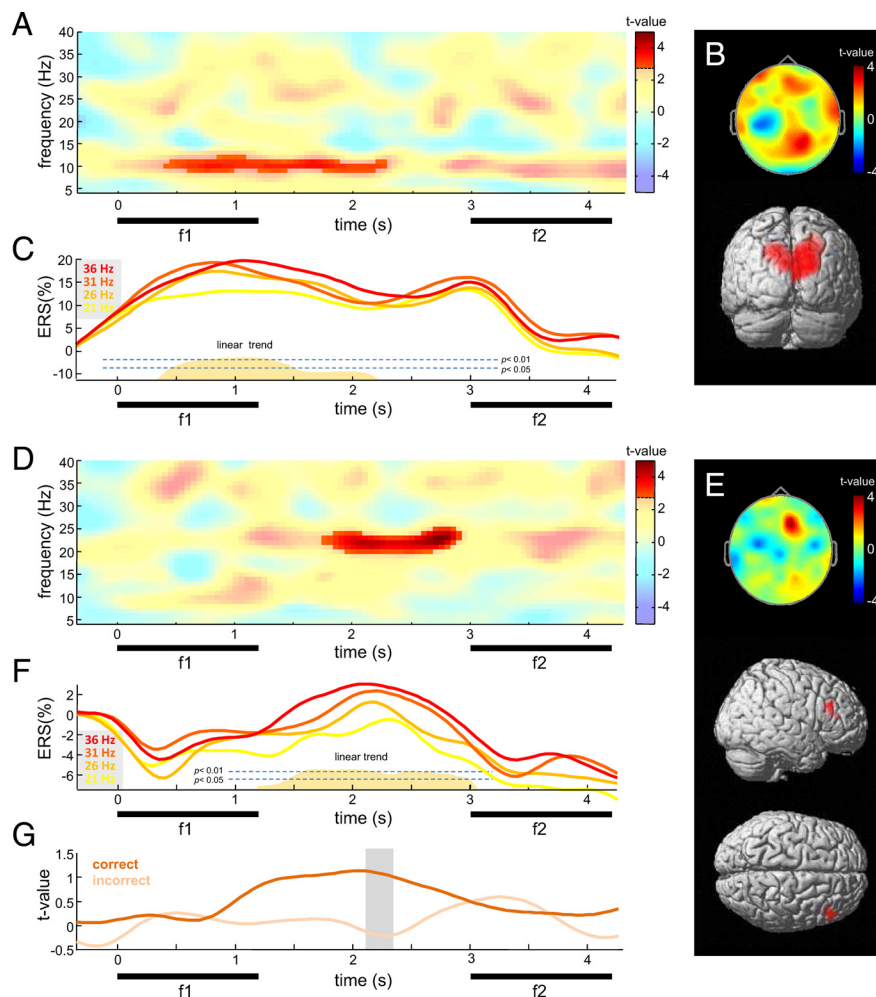 A
frequency (Hz)
40
35
30
25
20
15
10
5
0
1
2
3
4
time (s)
f1
f2
t-value
4
2
0
-2
-4
B
t-value
4
0
-4
C
ERS(%)
20
15
10
5
0
-10
36 Hz
31 Hz
26 Hz
21 Hz
linear trend
p< 0.01
p< 0.05
0
1
2
3
4
time (s)
f1
f2
D
frequency (Hz)
40
35
30
25
20
15
10
5
0
1
2
3
4
time (s)
f1
f2
t-value
4
2
0
-2
-4
E
t-value
4
0
-4
F
ERS(%)
2
0
-2
-4
-6
36 Hz
31 Hz
26 Hz
21 Hz
linear trend
p< 0.01
p< 0.05
0
1
2
3
4
time (s)
f1
f2
G
t-value
1.5
1.0
0.5
0
-0.5
correct
incorrect
0
1
2
3
4
time (s)
f1
f2